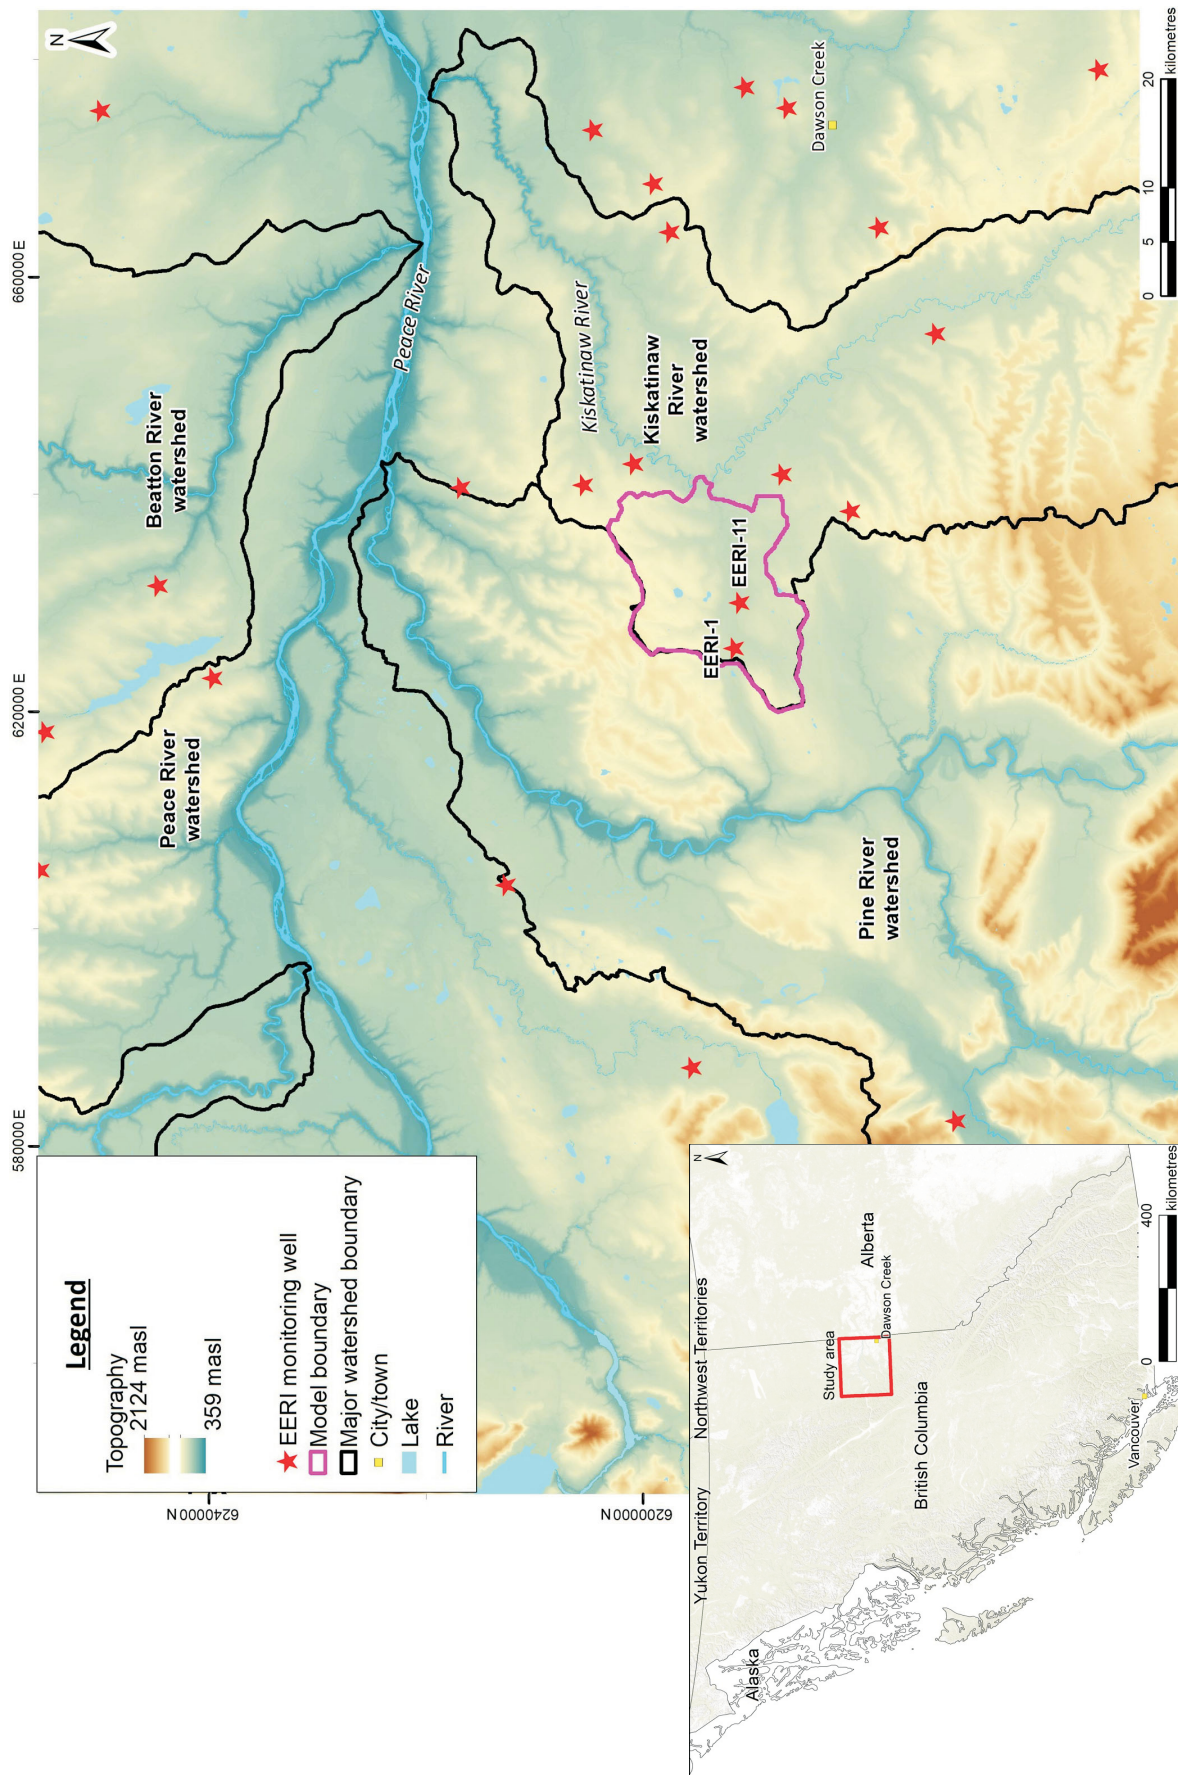 Legend
Topography
2124 masl
359 masl
EERI monitoring well
Model boundary
Major watershed boundary
City/town
Lake
River
580000 E
620000 E
660000 E
6240000 N
6200000 N
N
Peace River
watershed
Beatton River
watershed
Peace River
Kiskatinaw River
Kiskatinaw
River
watershed
EERI-1
EERI-11
Pine River
watershed
Dawson Creek
0 5 10 20
kilometres
N
Yukon Territory
Northwest Territories
Alaska
Study area
Alberta
Dawson Creek
British Columbia
Vancouver
0 400
kilometres